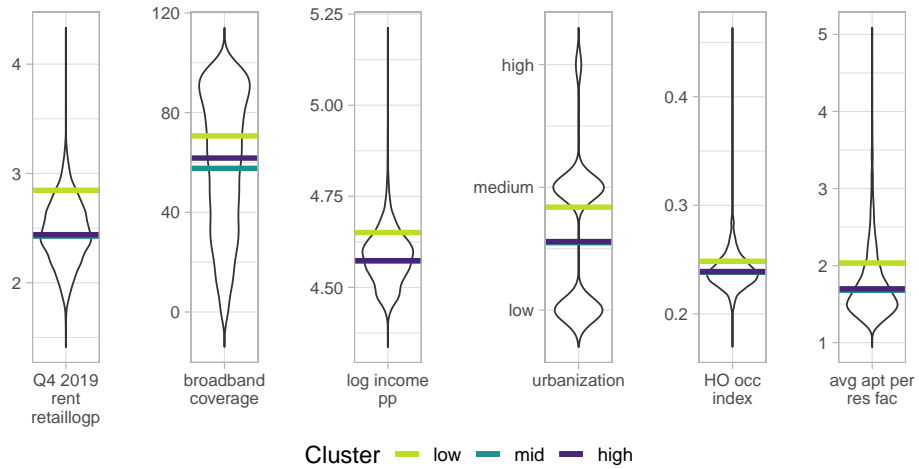 4
3
2
Q4 2019
rent
retaillogp
120
80
40
0
broadband
coverage
5.25
5.00
4.75
4.50
log income
pp
high
medium
low
urbanization
0.4
0.3
0.2
HO occ
index
5
4
3
2
1
avg apt per
res fac
Cluster low mid high